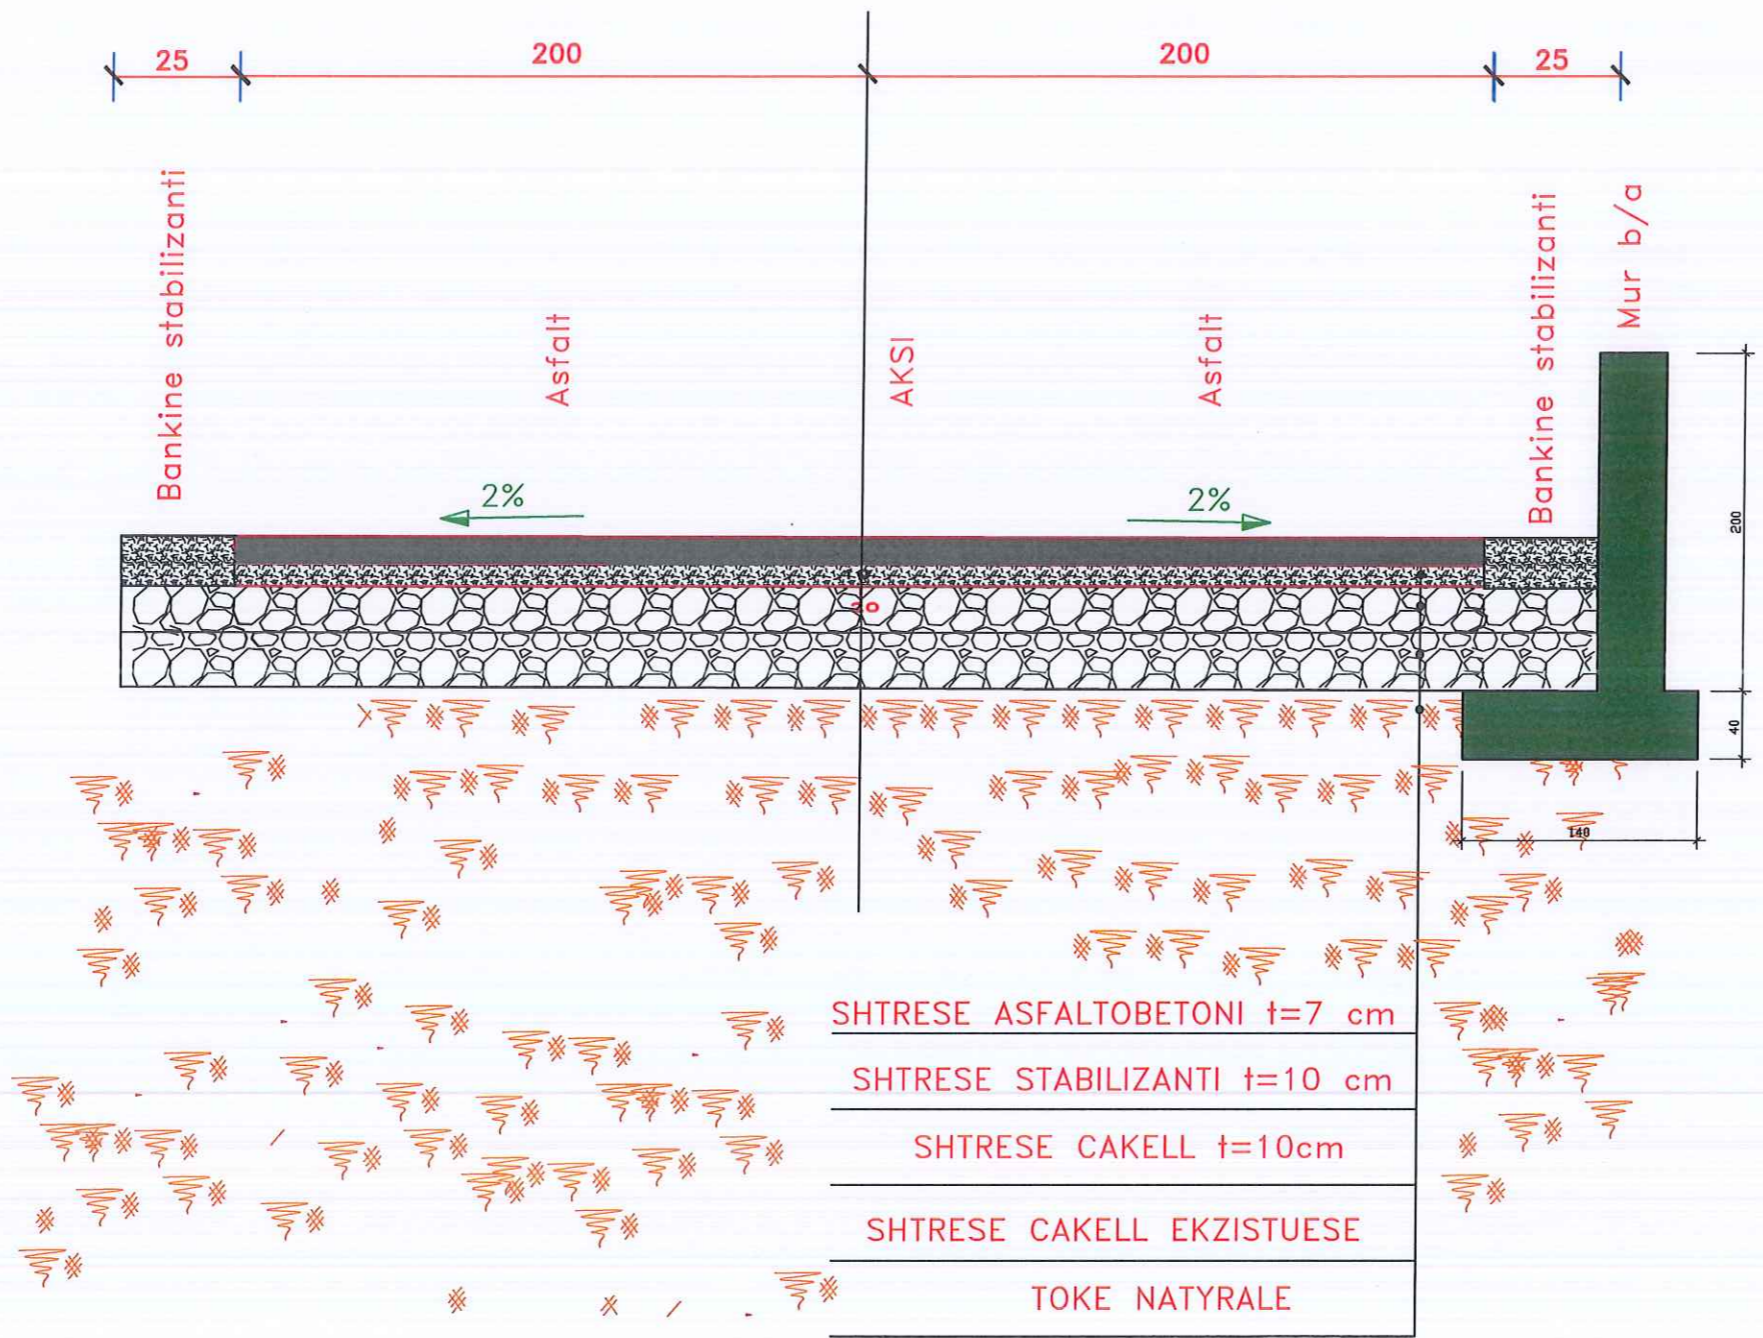 25
200
200
25
Bankine stabilizanti
Asfalt
AKSI
Asfalt
Bankine stabilizanti
Mur b/a
2%
2%
20
200
40
140
SHTRESE ASFALTOBETONI t=7 cm
SHTRESE STABILIZANTI t=10 cm
SHTRESE CAKELL t=10cm
SHTRESE CAKELL EKZISTUESE
TOKE NATYRALE